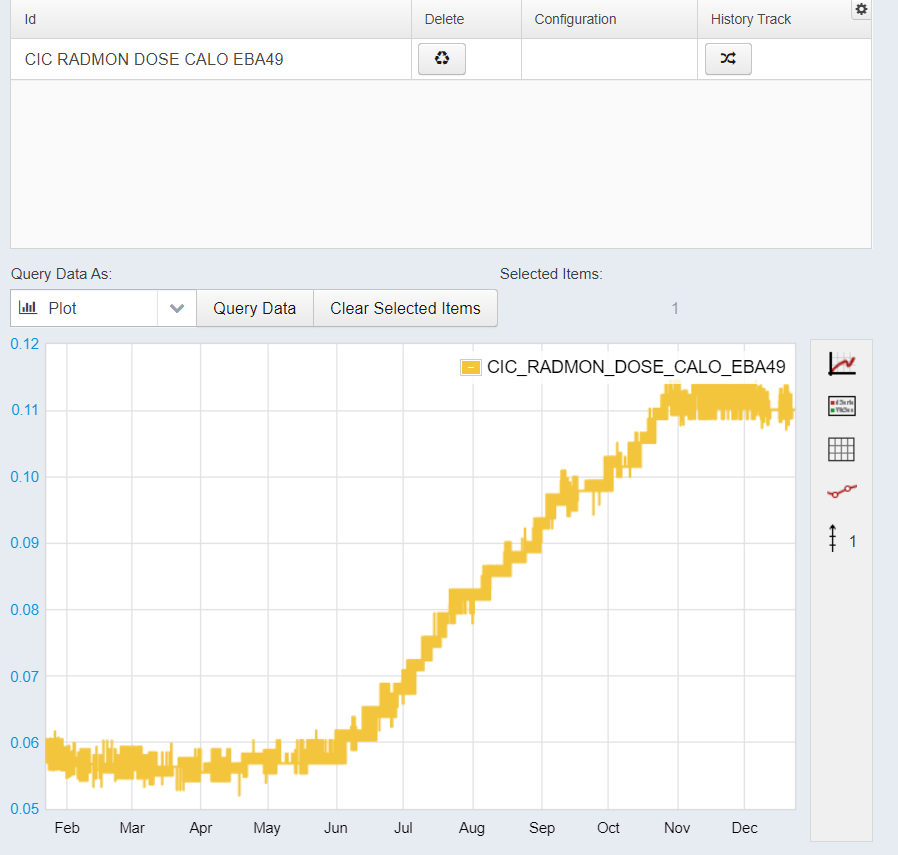 Id Delete Configuration History Track
CIC RADMON DOSE CALO EBA49
Query Data As: Selected Items:
Plot Query Data Clear Selected Items 1
0.12
CIC_RADMON_DOSE_CALO_EBA49
0.11
0.10
0.09
1
0.08
0.07
0.06
0.05
Feb Mar Apr May Jun Jul Aug Sep Oct Nov Dec